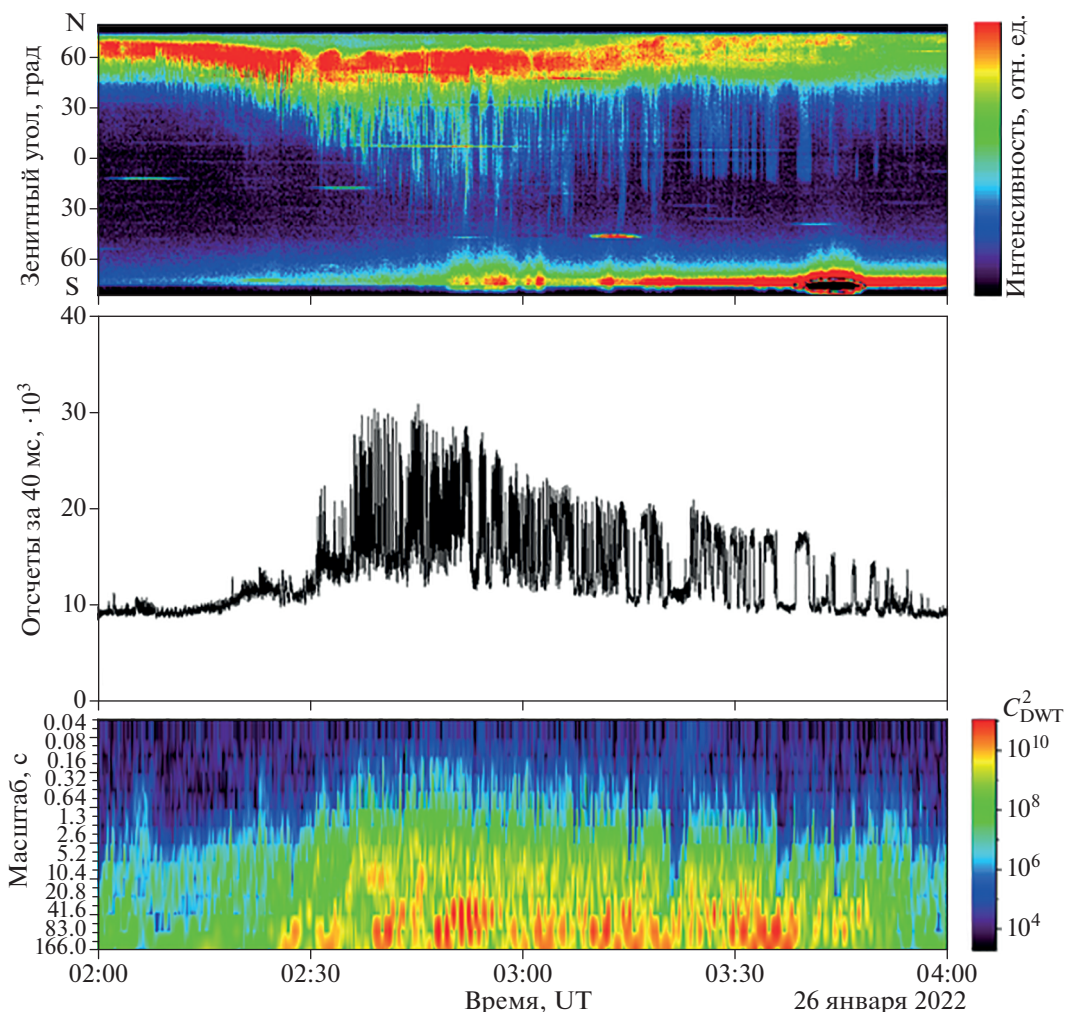 N
60
30
0
30
60
S
Зенитный угол, град
Интенсивность, отн. ед.
40
30
20
10
0
Отсчеты за 40 мс, ·10³
0.04
0.08
0.16
0.32
0.64
1.3
2.6
5.2
10.4
20.8
41.6
83.0
166.0
Масштаб, с
C²DWT
10¹⁰
10⁸
10⁶
10⁴
02:00 02:30 03:00 03:30 04:00
Время, UT
26 января 2022